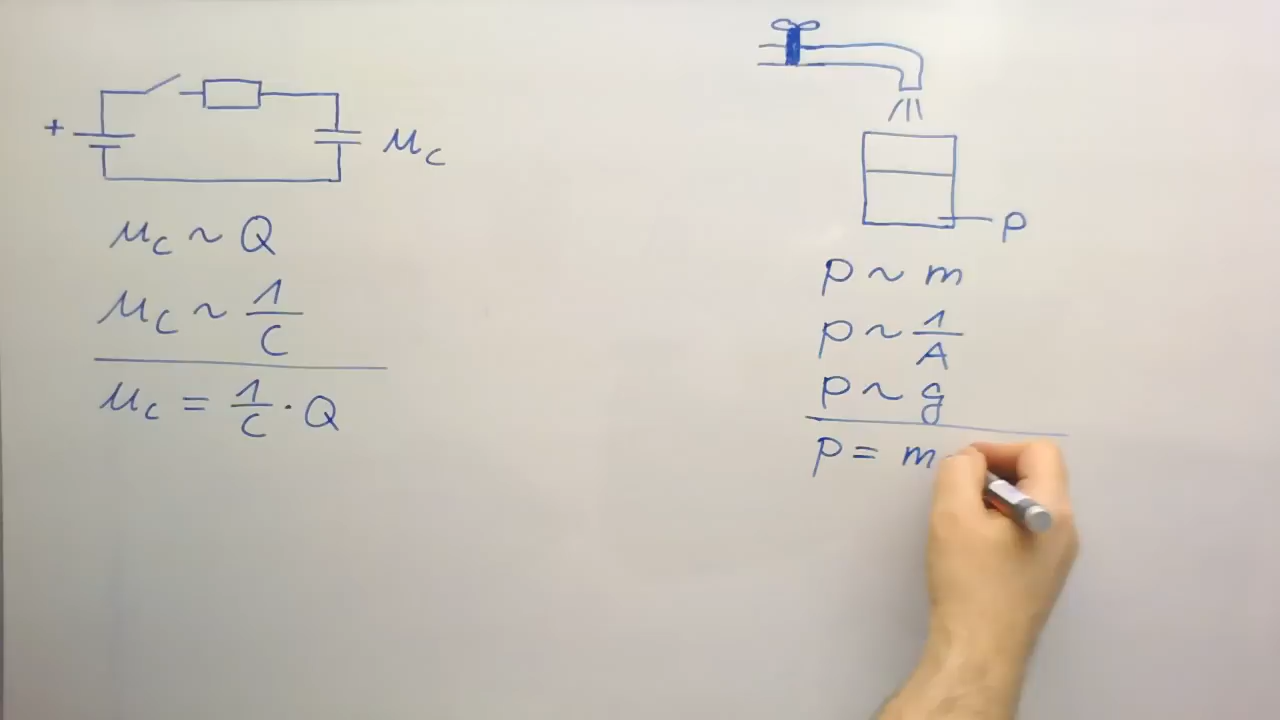 +
u_C
u_C ~ Q
u_C ~ 1/C
u_C = 1/C · Q
p
p ~ m
p ~ 1/A
p ~ g
p = m